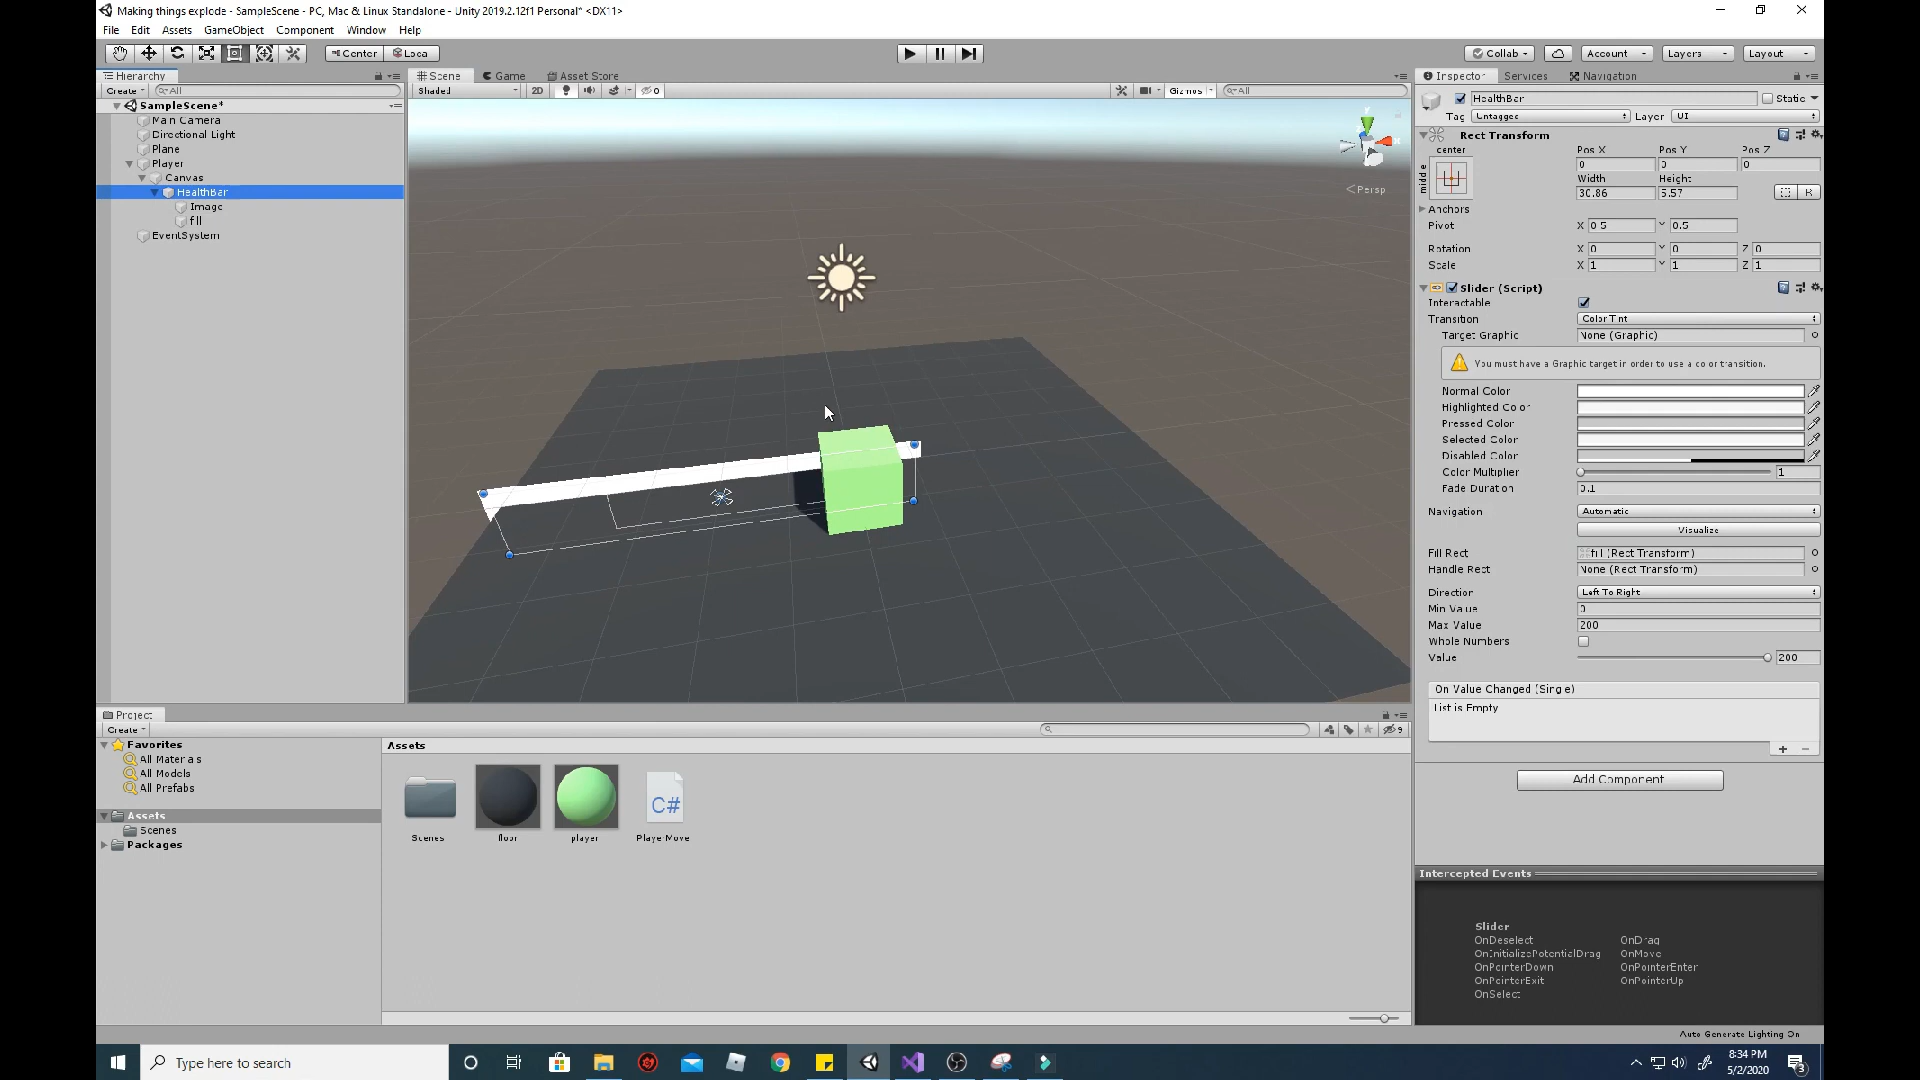 Making things explode - SampleScene - PC, Mac & Linux Standalone - Unity 2019.2.12f1 Personal* <DX11>
File Edit Assets GameObject Component Window Help
Center Loca
Collab Account Layers Layout
Hierarchy
Scene Game Asset Store
Inspector Services Navigation
Create All
Shaded 2D 0 Gizmos All
SampleScene*
Main Camera
Directional Light
Plane
Player
Canvas
HealthBar
Image
fill
EventSystem
Persp
HealthBar Static
Tag Untagged Layer UI
Rect Transform
center Pos X Pos Y Pos Z
middle 0 0 0
Width Height
30.86 5.57 R
Anchors
Pivot X 0.5 Y 0.5
Rotation X 0 Y 0 Z 0
Scale X 1 Y 1 Z 1
Slider (Script)
Interactable
Transition Color Tint
Target Graphic None (Graphic)
You must have a Graphic target in order to use a color transition.
Normal Color
Highlighted Color
Pressed Color
Selected Color
Disabled Color
Color Multiplier 1
Fade Duration 0.1
Navigation Automatic
Visualize
Fill Rect fill (Rect Transform)
Handle Rect None (Rect Transform)
Direction Left To Right
Min Value 0
Max Value 200
Whole Numbers
Value 200
On Value Changed (Single)
List is Empty
Add Component
Project
Create 9
Favorites
All Materials
All Models
All Prefabs
Assets
Scenes
Packages
Assets
C#
Scenes floor player PlayerMove
Intercepted Events
Slider
OnDeselect OnDrag
OnInitializePotentialDrag OnMove
OnPointerDown OnPointerEnter
OnPointerExit OnPointerUp
OnSelect
Auto Generate Lighting On
Type here to search
8:34 PM
5/2/2020
3